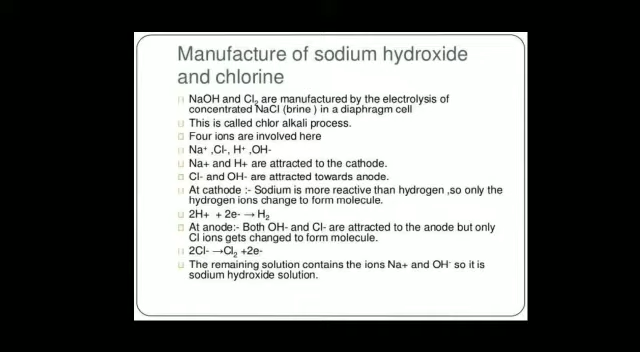 Manufacture of sodium hydroxide
and chlorine
NaOH and Cl₂ are manufactured by the electrolysis of
concentrated NaCl (brine ) in a diaphragm cell
This is called chlor alkali process.
Four ions are involved here
Na⁺ ,Cl-, H⁺ ,OH-
Na+ and H+ are attracted to the cathode.
Cl- and OH- are attracted towards anode.
At cathode :- Sodium is more reactive than hydrogen ,so only the
hydrogen ions change to form molecule.
2H+ + 2e- → H₂
At anode:- Both OH- and Cl- are attracted to the anode but only
Cl ions gets changed to form molecule.
2Cl- →Cl₂ +2e-
The remaining solution contains the ions Na+ and OH⁻ so it is
sodium hydroxide solution.